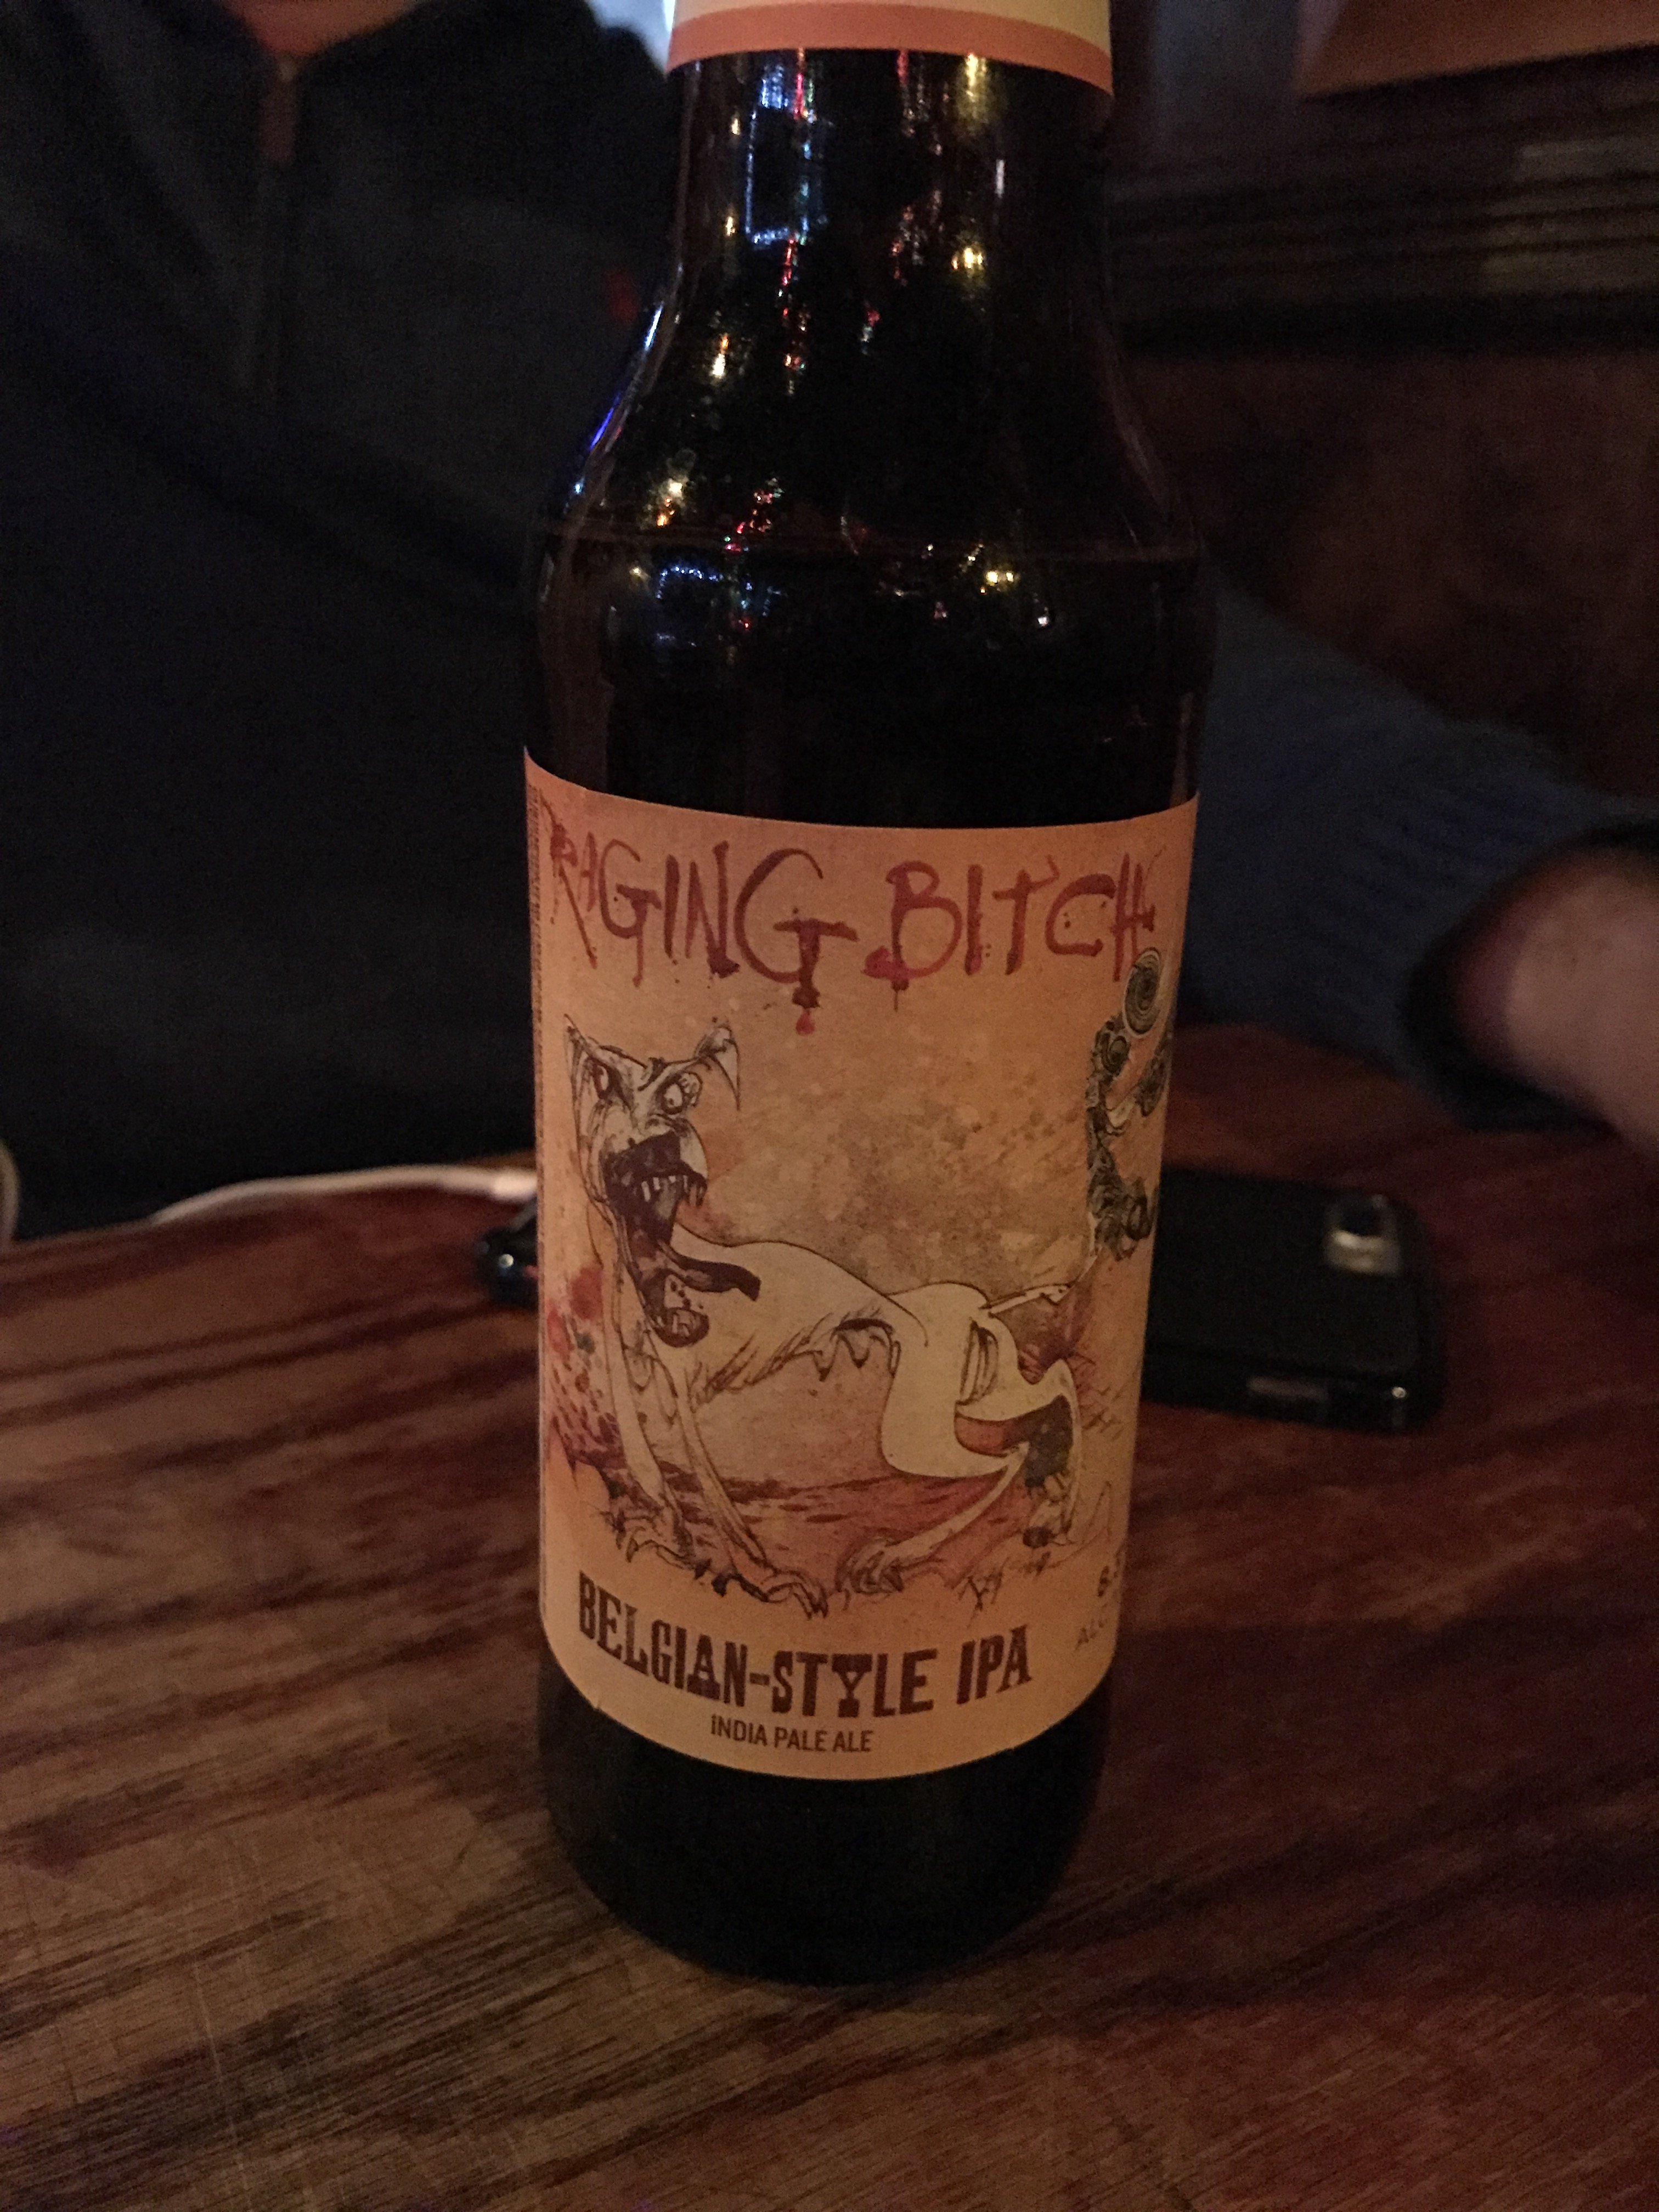 RAGING BITCH
BELGIAN-STYLE IPA
INDIA PALE ALE